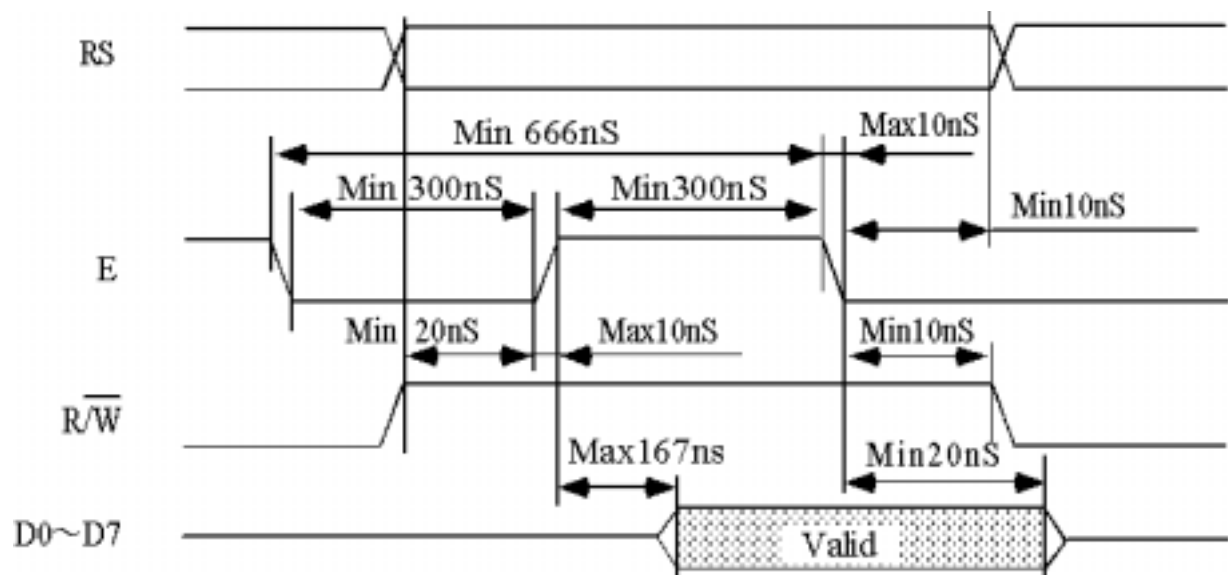 RS
Min 666nS
Max10nS
Min 300nS
Min300nS
Min10nS
E
Min 20nS
Max10nS
Min10nS
R/W̅
Max167ns
Min20nS
D0～D7
Valid